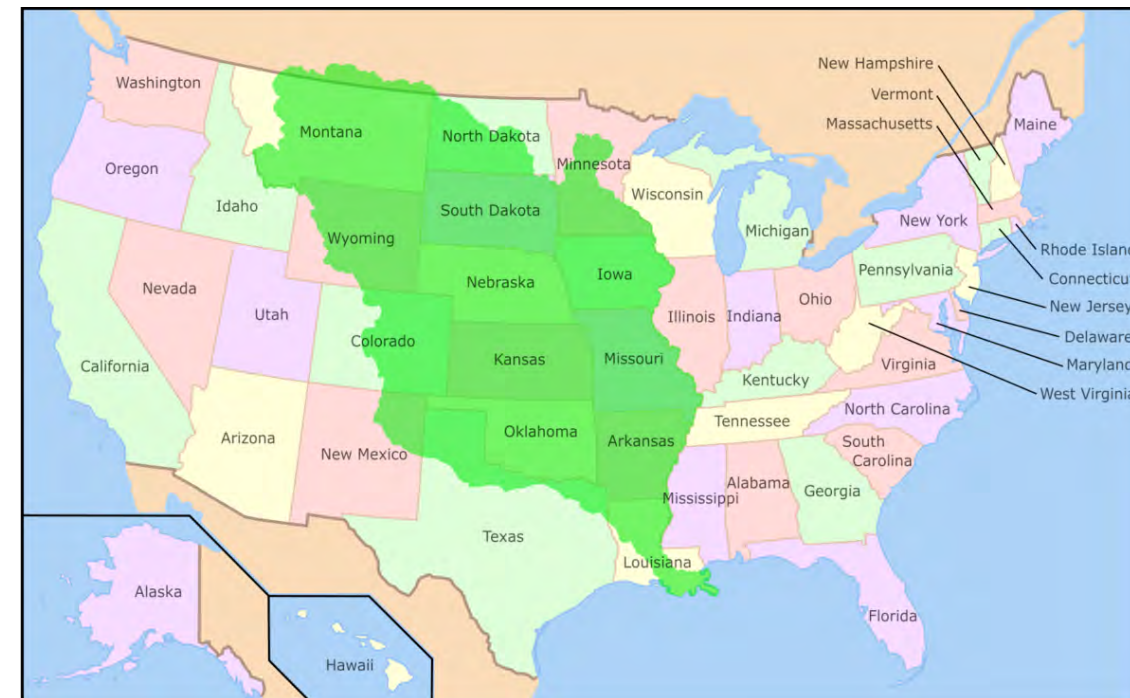 New Hampshire
Vermont
Massachusetts
Washington
Montana
North Dakota
Minnesota
Maine
Oregon
Idaho
South Dakota
Wisconsin
Michigan
New York
Wyoming
Rhode Island
Connecticut
Pennsylvania
New Jersey
Nevada
Utah
Nebraska
Iowa
Illinois
Indiana
Ohio
Delaware
Maryland
West Virginia
California
Colorado
Kansas
Missouri
Kentucky
Virginia
Arizona
New Mexico
Oklahoma
Arkansas
Tennessee
North Carolina
South
Carolina
Texas
Louisiana
Mississippi
Alabama
Georgia
Florida
Alaska
Hawaii